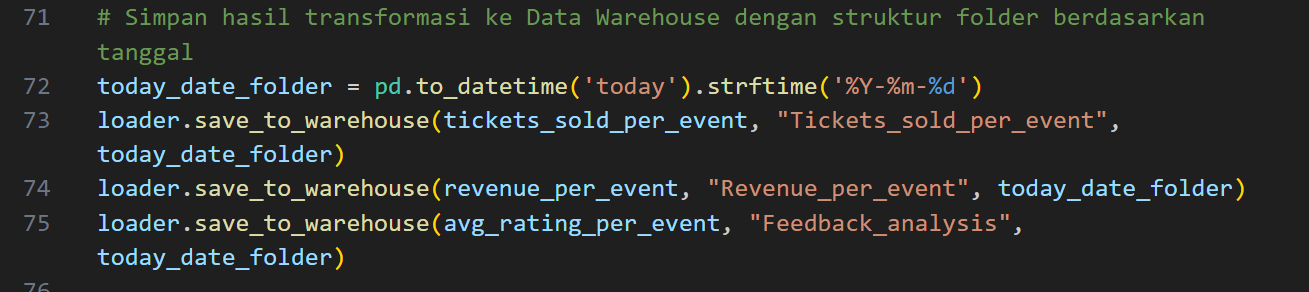 71 # Simpan hasil transformasi ke Data Warehouse dengan struktur folder berdasarkan
tanggal
72 today_date_folder = pd.to_datetime('today').strftime('%Y-%m-%d')
73 loader.save_to_warehouse(tickets_sold_per_event, "Tickets_sold_per_event",
today_date_folder)
74 loader.save_to_warehouse(revenue_per_event, "Revenue_per_event", today_date_folder)
75 loader.save_to_warehouse(avg_rating_per_event, "Feedback_analysis",
today_date_folder)
76